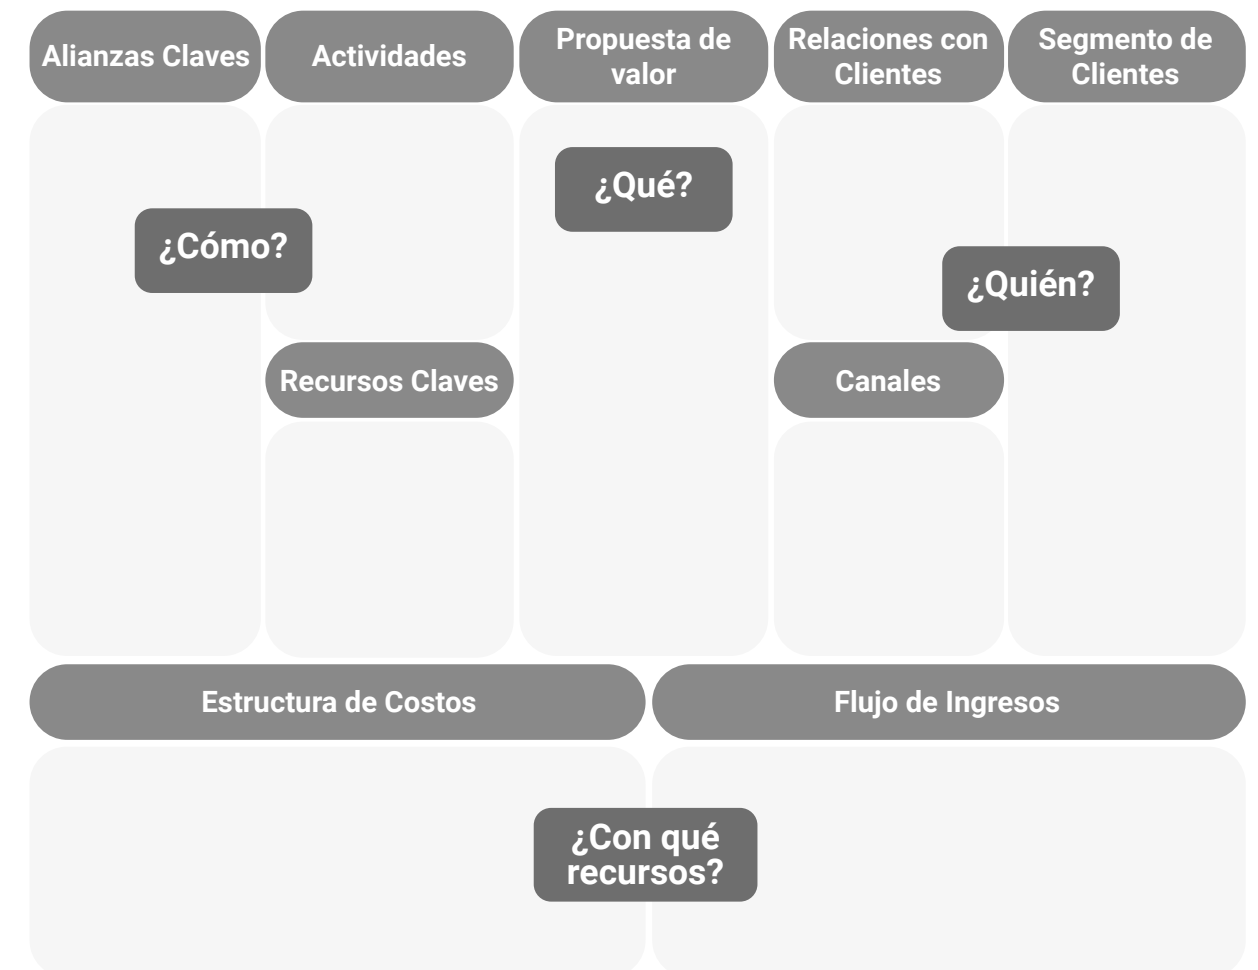 Alianzas Claves
Actividades
Propuesta de
valor
Relaciones con
Clientes
Segmento de
Clientes
¿Qué?
¿Cómo?
¿Quién?
Recursos Claves
Canales
Estructura de Costos
Flujo de Ingresos
¿Con qué
recursos?